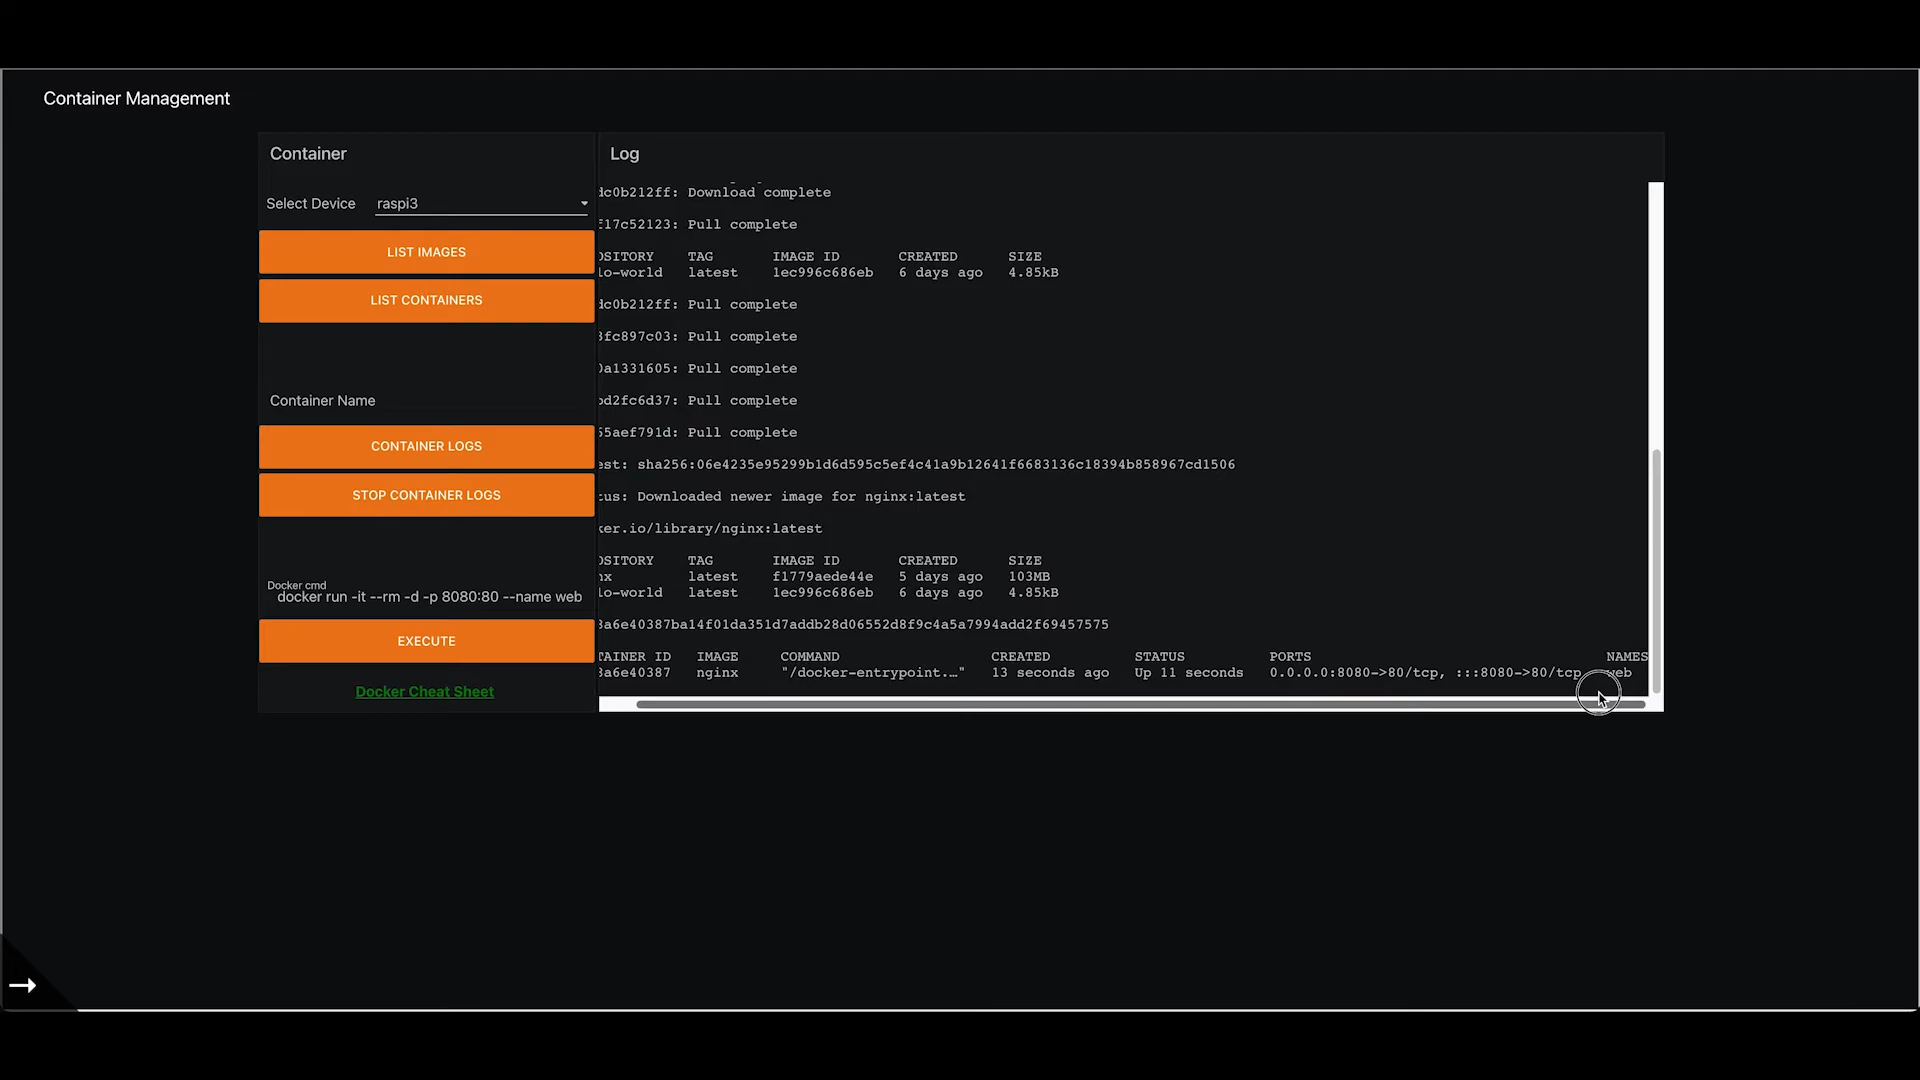 Container Management
Container
Select Device raspi3
LIST IMAGES
LIST CONTAINERS
Container Name
CONTAINER LOGS
STOP CONTAINER LOGS
Docker cmd
docker run -it --rm -d -p 8080:80 --name web
EXECUTE
Docker Cheat Sheet
Log
dc0b212ff: Download complete
f17c52123: Pull complete
OSITORY TAG IMAGE ID CREATED SIZE
lo-world latest 1ec996c686eb 6 days ago 4.85kB
dc0b212ff: Pull complete
8fc897c03: Pull complete
0a1331605: Pull complete
bd2fc6d37: Pull complete
55aef791d: Pull complete
est: sha256:06e4235e95299b1d6d595c5ef4c41a9b12641f6683136c18394b858967cd1506
tus: Downloaded newer image for nginx:latest
ker.io/library/nginx:latest
OSITORY TAG IMAGE ID CREATED SIZE
nx latest f1779aede44e 5 days ago 103MB
lo-world latest 1ec996c686eb 6 days ago 4.85kB
8a6e40387ba14f01da351d7addb28d06552d8f9c4a5a7994add2f69457575
TAINER ID IMAGE COMMAND CREATED STATUS PORTS NAMES
8a6e40387 nginx "/docker-entrypoint.…" 13 seconds ago Up 11 seconds 0.0.0.0:8080->80/tcp, :::8080->80/tcp web